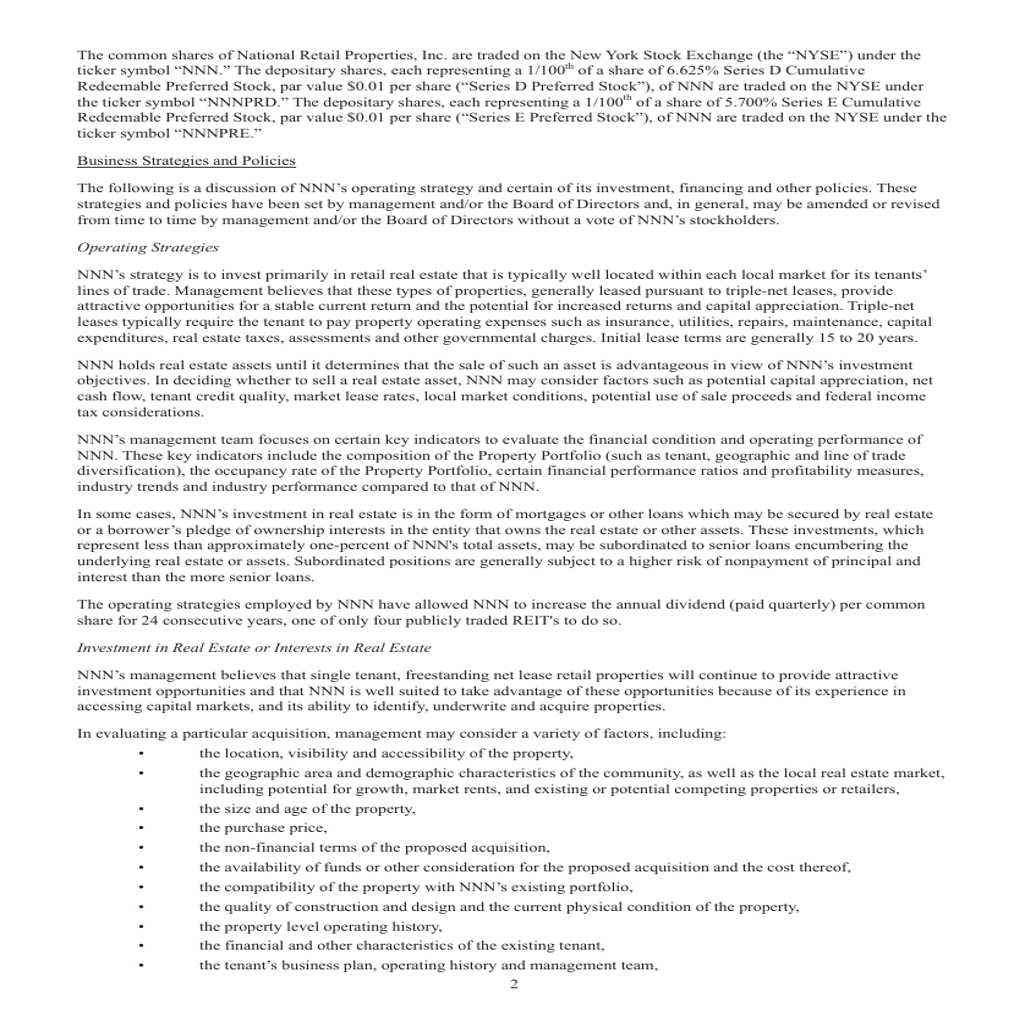 The common shares of National Retail Properties, Inc. are traded on the New York Stock Exchange (the “NYSE”) under the
ticker symbol “NNN.” The depositary shares, each representing a 1/100th of a share of 6.625% Series D Cumulative
Redeemable Preferred Stock, par value $0.01 per share (“Series D Preferred Stock”), of NNN are traded on the NYSE under
the ticker symbol “NNNPRD.” The depositary shares, each representing a 1/100th of a share of 5.700% Series E Cumulative
Redeemable Preferred Stock, par value $0.01 per share (“Series E Preferred Stock”), of NNN are traded on the NYSE under the
ticker symbol “NNNPRE.”
Business Strategies and Policies
The following is a discussion of NNN’s operating strategy and certain of its investment, financing and other policies. These
strategies and policies have been set by management and/or the Board of Directors and, in general, may be amended or revised
from time to time by management and/or the Board of Directors without a vote of NNN’s stockholders.
Operating Strategies
NNN’s strategy is to invest primarily in retail real estate that is typically well located within each local market for its tenants’
lines of trade. Management believes that these types of properties, generally leased pursuant to triple-net leases, provide
attractive opportunities for a stable current return and the potential for increased returns and capital appreciation. Triple-net
leases typically require the tenant to pay property operating expenses such as insurance, utilities, repairs, maintenance, capital
expenditures, real estate taxes, assessments and other governmental charges. Initial lease terms are generally 15 to 20 years.
NNN holds real estate assets until it determines that the sale of such an asset is advantageous in view of NNN’s investment
objectives. In deciding whether to sell a real estate asset, NNN may consider factors such as potential capital appreciation, net
cash flow, tenant credit quality, market lease rates, local market conditions, potential use of sale proceeds and federal income
tax considerations.
NNN’s management team focuses on certain key indicators to evaluate the financial condition and operating performance of
NNN. These key indicators include the composition of the Property Portfolio (such as tenant, geographic and line of trade
diversification), the occupancy rate of the Property Portfolio, certain financial performance ratios and profitability measures,
industry trends and industry performance compared to that of NNN.
In some cases, NNN’s investment in real estate is in the form of mortgages or other loans which may be secured by real estate
or a borrower’s pledge of ownership interests in the entity that owns the real estate or other assets. These investments, which
represent less than approximately one-percent of NNN's total assets, may be subordinated to senior loans encumbering the
underlying real estate or assets. Subordinated positions are generally subject to a higher risk of nonpayment of principal and
interest than the more senior loans.
The operating strategies employed by NNN have allowed NNN to increase the annual dividend (paid quarterly) per common
share for 24 consecutive years, one of only four publicly traded REIT's to do so.
Investment in Real Estate or Interests in Real Estate
NNN’s management believes that single tenant, freestanding net lease retail properties will continue to provide attractive
investment opportunities and that NNN is well suited to take advantage of these opportunities because of its experience in
accessing capital markets, and its ability to identify, underwrite and acquire properties.
In evaluating a particular acquisition, management may consider a variety of factors, including:
• the location, visibility and accessibility of the property,
• the geographic area and demographic characteristics of the community, as well as the local real estate market,
including potential for growth, market rents, and existing or potential competing properties or retailers,
• the size and age of the property,
• the purchase price,
• the non-financial terms of the proposed acquisition,
• the availability of funds or other consideration for the proposed acquisition and the cost thereof,
• the compatibility of the property with NNN’s existing portfolio,
• the quality of construction and design and the current physical condition of the property,
• the property level operating history,
• the financial and other characteristics of the existing tenant,
• the tenant’s business plan, operating history and management team,
2